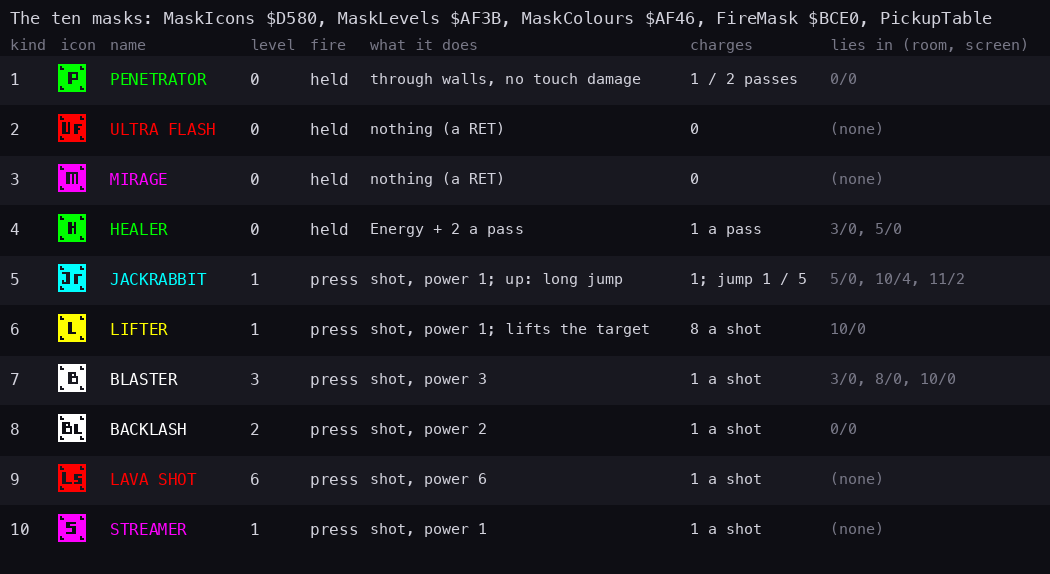 The ten masks: MaskIcons $D580, MaskLevels $AF3B, MaskColours $AF46, FireMask $BCE0, PickupTable
kind icon name level fire what it does charges lies in (room, screen)
1 P PENETRATOR 0 held through walls, no touch damage 1 / 2 passes 0/0
2 UF ULTRA FLASH 0 held nothing (a RET) 0 (none)
3 M MIRAGE 0 held nothing (a RET) 0 (none)
4 H HEALER 0 held Energy + 2 a pass 1 a pass 3/0, 5/0
5 Jr JACKRABBIT 1 press shot, power 1; up: long jump 1; jump 1 / 5 5/0, 10/4, 11/2
6 L LIFTER 1 press shot, power 1; lifts the target 8 a shot 10/0
7 B BLASTER 3 press shot, power 3 1 a shot 3/0, 8/0, 10/0
8 BL BACKLASH 2 press shot, power 2 1 a shot 0/0
9 Ls LAVA SHOT 6 press shot, power 6 1 a shot (none)
10 S STREAMER 1 press shot, power 1 1 a shot (none)